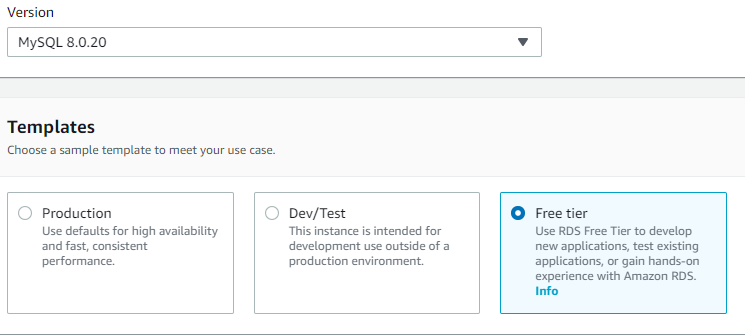 Version
MySQL 8.0.20
Templates
Choose a sample template to meet your use case.
Production
Use defaults for high availability
and fast, consistent
performance.
Dev/Test
This instance is intended for
development use outside of a
production environment.
Free tier
Use RDS Free Tier to develop
new applications, test existing
applications, or gain hands-on
experience with Amazon RDS.
Info